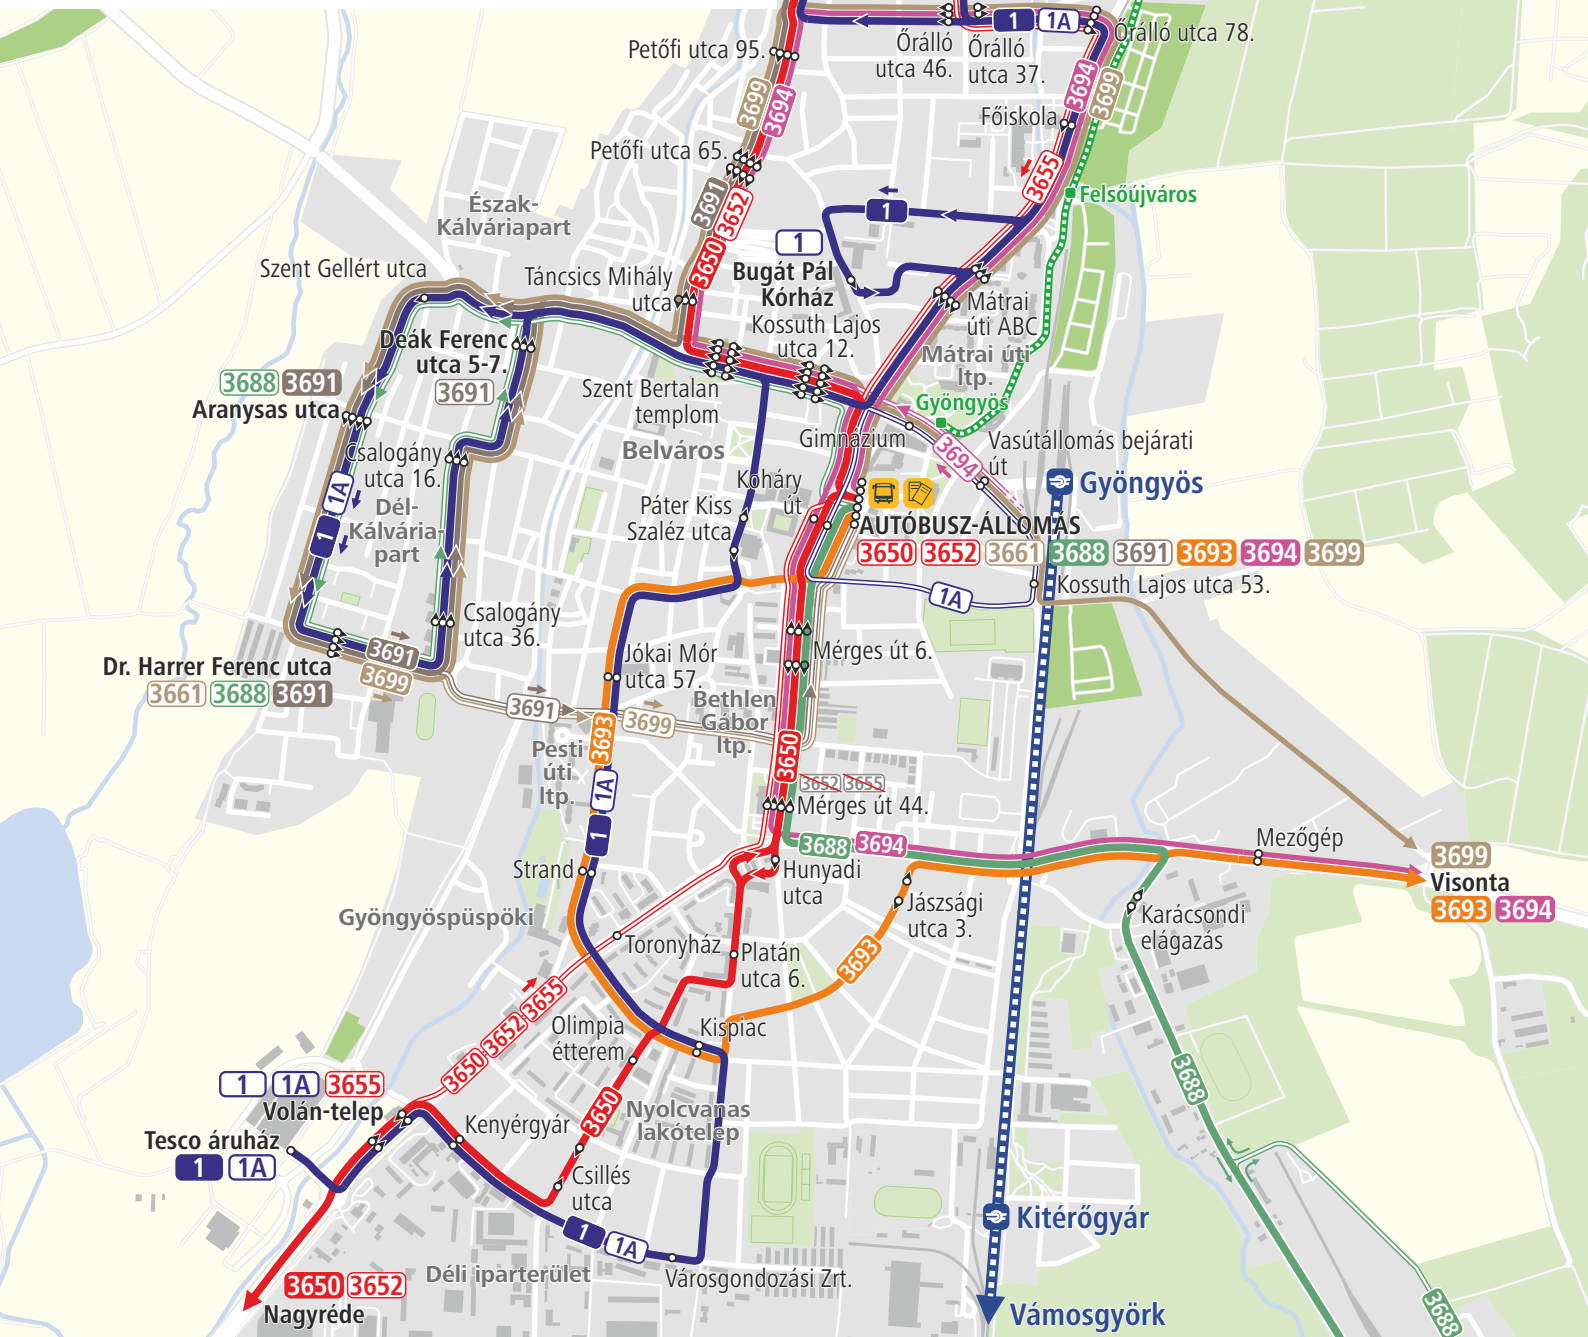 1 1A
Petőfi utca 95.
Őrálló
utca 46.
Őrálló
utca 37.
Őrálló utca 78.
3699
3694
3694
3699
Főiskola
Petőfi utca 65.
3655
Felsőújváros
3691
3652
3650
Észak-
Kálváriapart
1
1
Bugát Pál
Kórház
Szent Gellért utca
Táncsics Mihály
utca
Mátrai
úti ABC
Kossuth Lajos
utca 12.
Deák Ferenc
utca 5-7.
3691
Mátrai úti
ltp.
3688 3691
Aranysas utca
Szent Bertalan
templom
Gyöngyös
Gimnázium
Vasútállomás bejárati
út
3694
Belváros
Csalogány
utca 16.
Koháry
út
Gyöngyös
1A
Dél-
Kálvária-
part
Páter Kiss
Szaléz utca
AUTÓBUSZ-ÁLLOMÁS
3650 3652 3661 3688 3691 3693 3694 3699
1
Kossuth Lajos utca 53.
1A
Csalogány
utca 36.
3691
3699
Dr. Harrer Ferenc utca
3661 3688 3691
Jókai Mór
utca 57.
Mérges út 6.
Bethlen
Gábor
ltp.
3691
3699
3693
Pesti
úti
ltp.
3650
1A
3652 3655
Mérges út 44.
1
3688 3694
Mezőgép
3699
Visonta
3693 3694
Strand
Hunyadi
utca
Jászsági
utca 3.
Karácsondi
elágazás
Gyöngyöspüspöki
Toronyház
Platán
utca 6.
3693
3650 3652 3655
Olimpia
étterem
Kispiac
3688
1 1A 3655
Volán-telep
Kenyérgyár
3650
Nyolcvanas
lakótelep
Tesco áruház
1 1A
Csillés
utca
Kitérőgyár
1 1A
Déli iparterület
Városgondozási Zrt.
3650 3652
Nagyréde
Vámosgyörk
3688